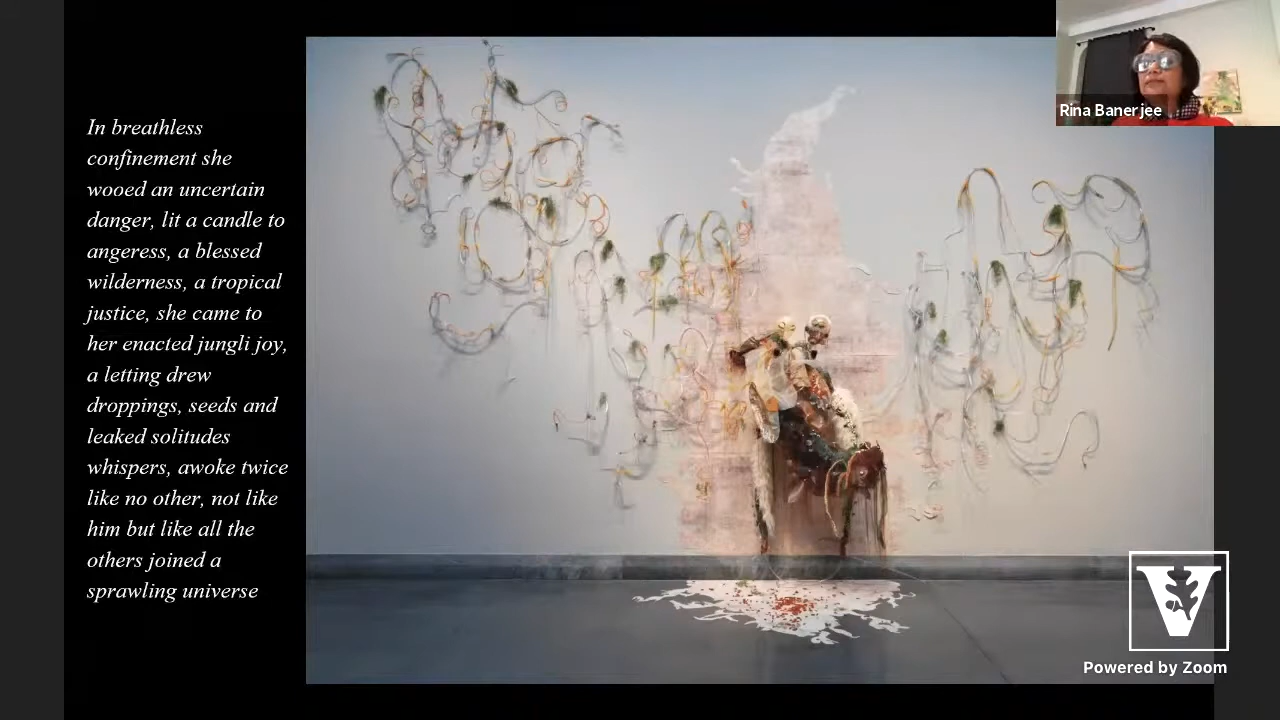 In breathless
confinement she
wooed an uncertain
danger, lit a candle to
angeress, a blessed
wilderness, a tropical
justice, she came to
her enacted jungli joy,
a letting drew
droppings, seeds and
leaked solitudes
whispers, awoke twice
like no other, not like
him but like all the
others joined a
sprawling universe
Rina Banerjee
V
Powered by Zoom